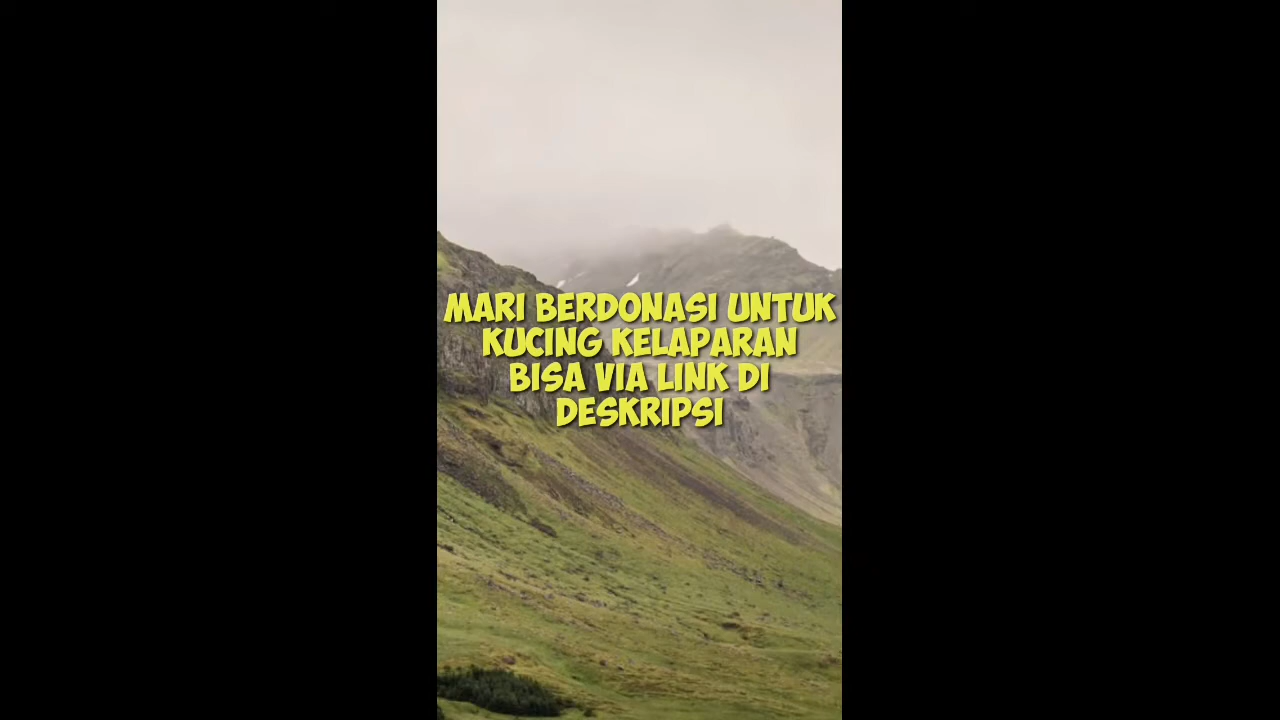 MARI BERDONASI UNTUK
KUCING KELAPARAN
BISA VIA LINK DI
DESKRIPSI